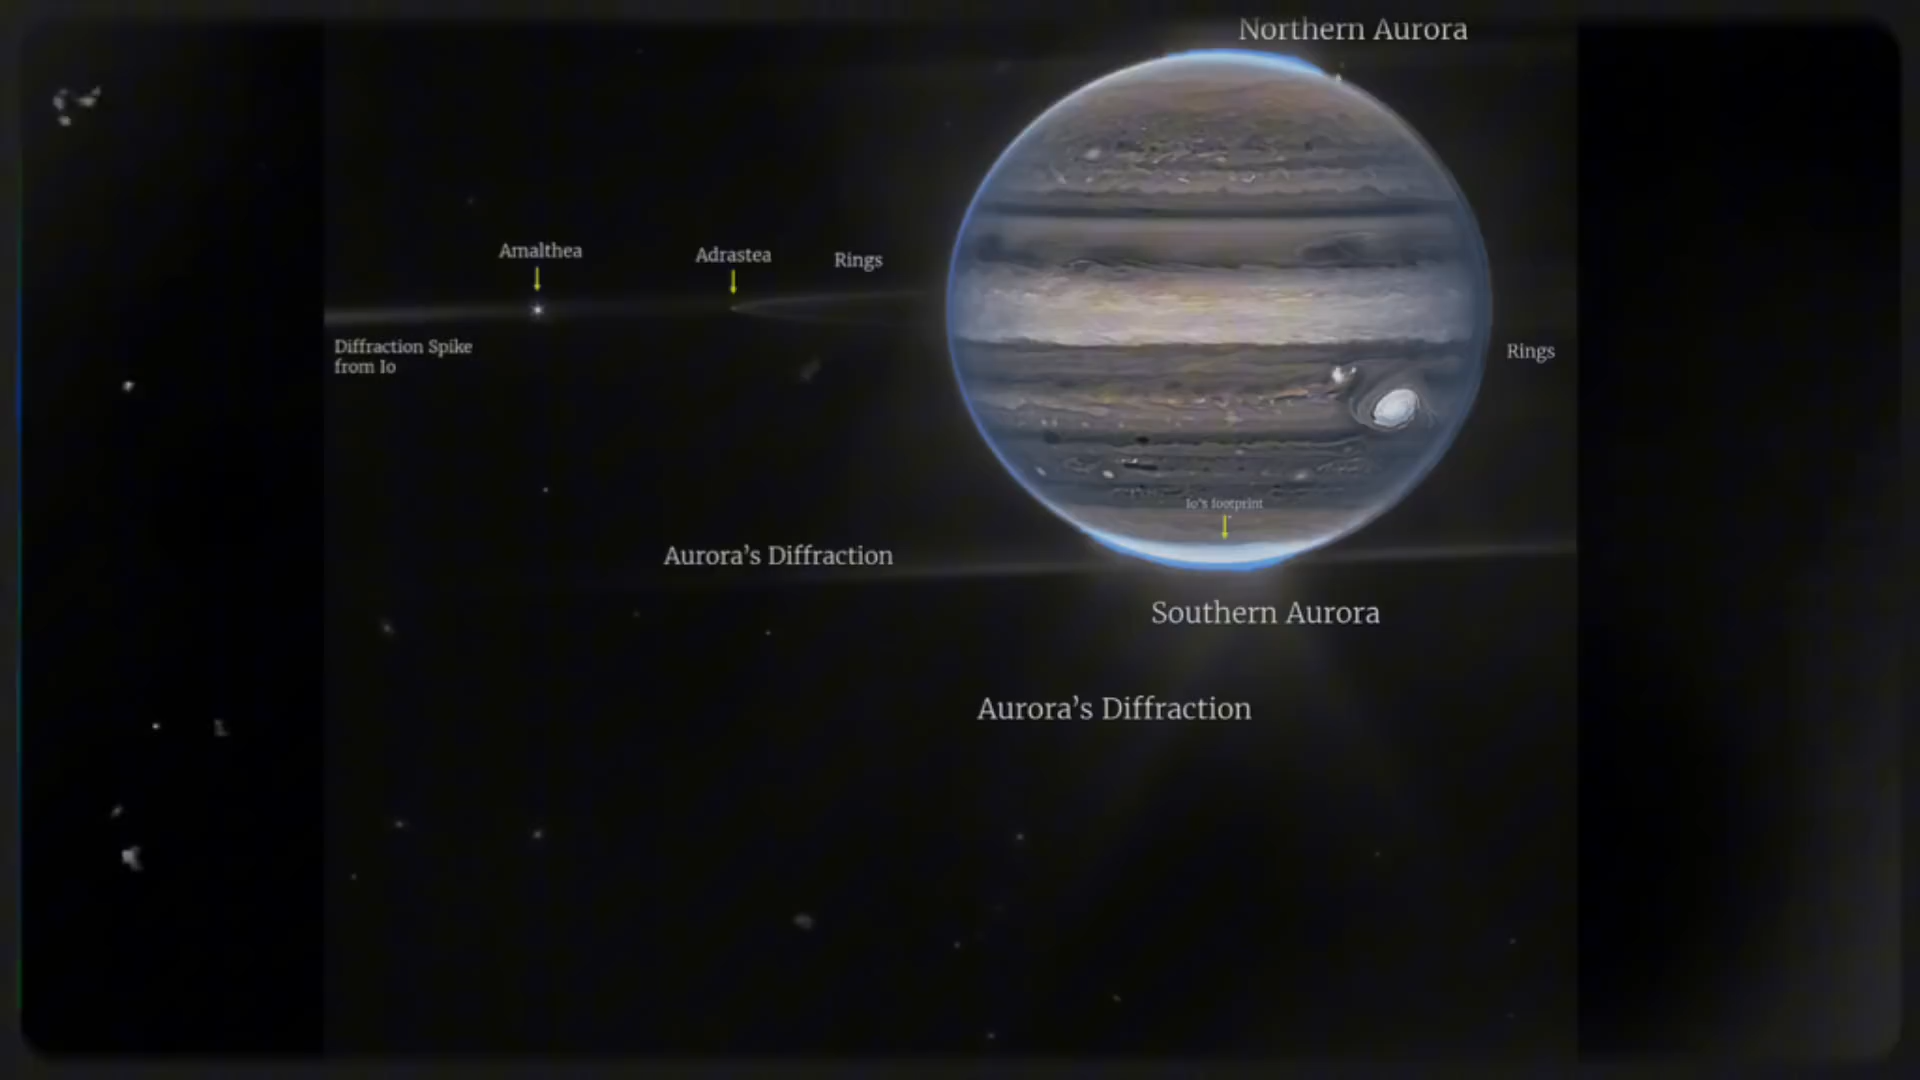 Northern Aurora
Amalthea
Adrastea
Rings
Diffraction Spike
from Io
Rings
Io's footprint
Aurora's Diffraction
Southern Aurora
Aurora's Diffraction